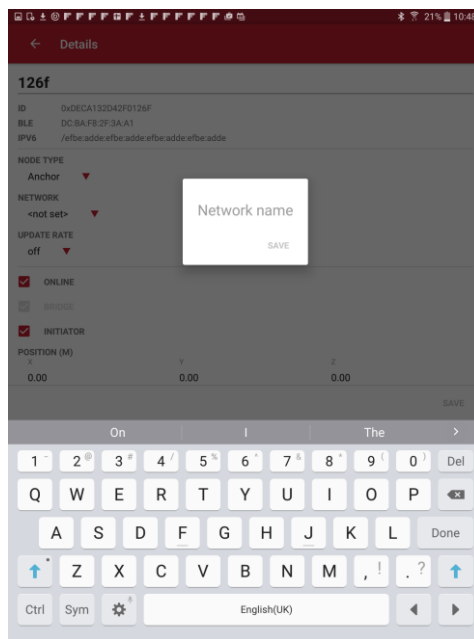 21% 10:48
Details
126f
ID 0xDECA132D42F0126F
BLE DC:BA:F8:2F:3A:A1
IPV6 /efbe:adde:efbe:adde:efbe:adde:efbe:adde
NODE TYPE
Anchor
NETWORK
<not set>
UPDATE RATE
off
Network name
SAVE
ONLINE
BRIDGE
INITIATOR
POSITION (M)
X Y Z
0.00 0.00 0.00
SAVE
On I The
1 - 2 @ 3 # 4 / 5 % 6 ^ 7 & 8 * 9 ( 0 ) Del
Q W E R T Y U I O P
A S D F G H J K L Done
Z X C V B N M , ! . ?
Ctrl Sym English(UK)